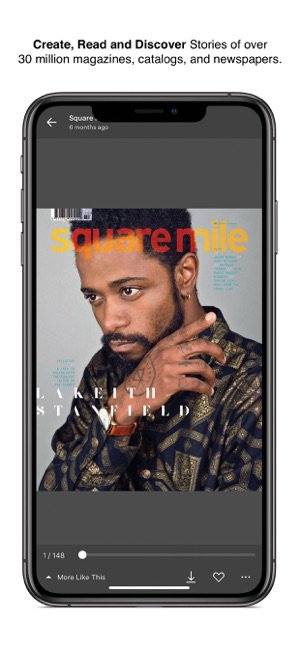 Create, Read and Discover Stories of over
30 million magazines, catalogs, and newspapers.
Square
6 months ago
square mile
LAKEITH
STANFIELD
1 / 148
More Like This